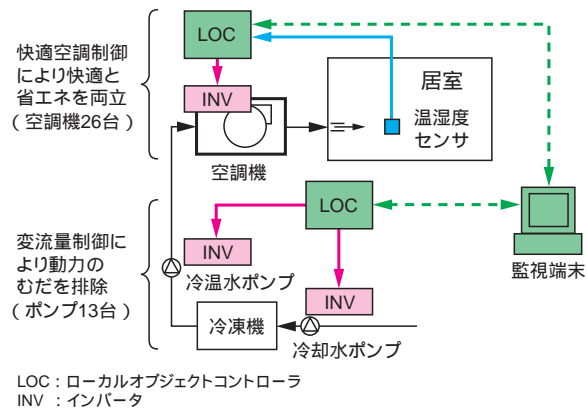 快適空調制御
により快適と
省エネを両立
（空調機26台）
LOC
INV
空調機
居室
温湿度
センサ
変流量制御に
より動力の
むだを排除
（ポンプ13台）
LOC
INV
冷温水ポンプ
INV
冷凍機
冷却水ポンプ
監視端末
LOC：ローカルオブジェクトコントローラ
INV：インバータ